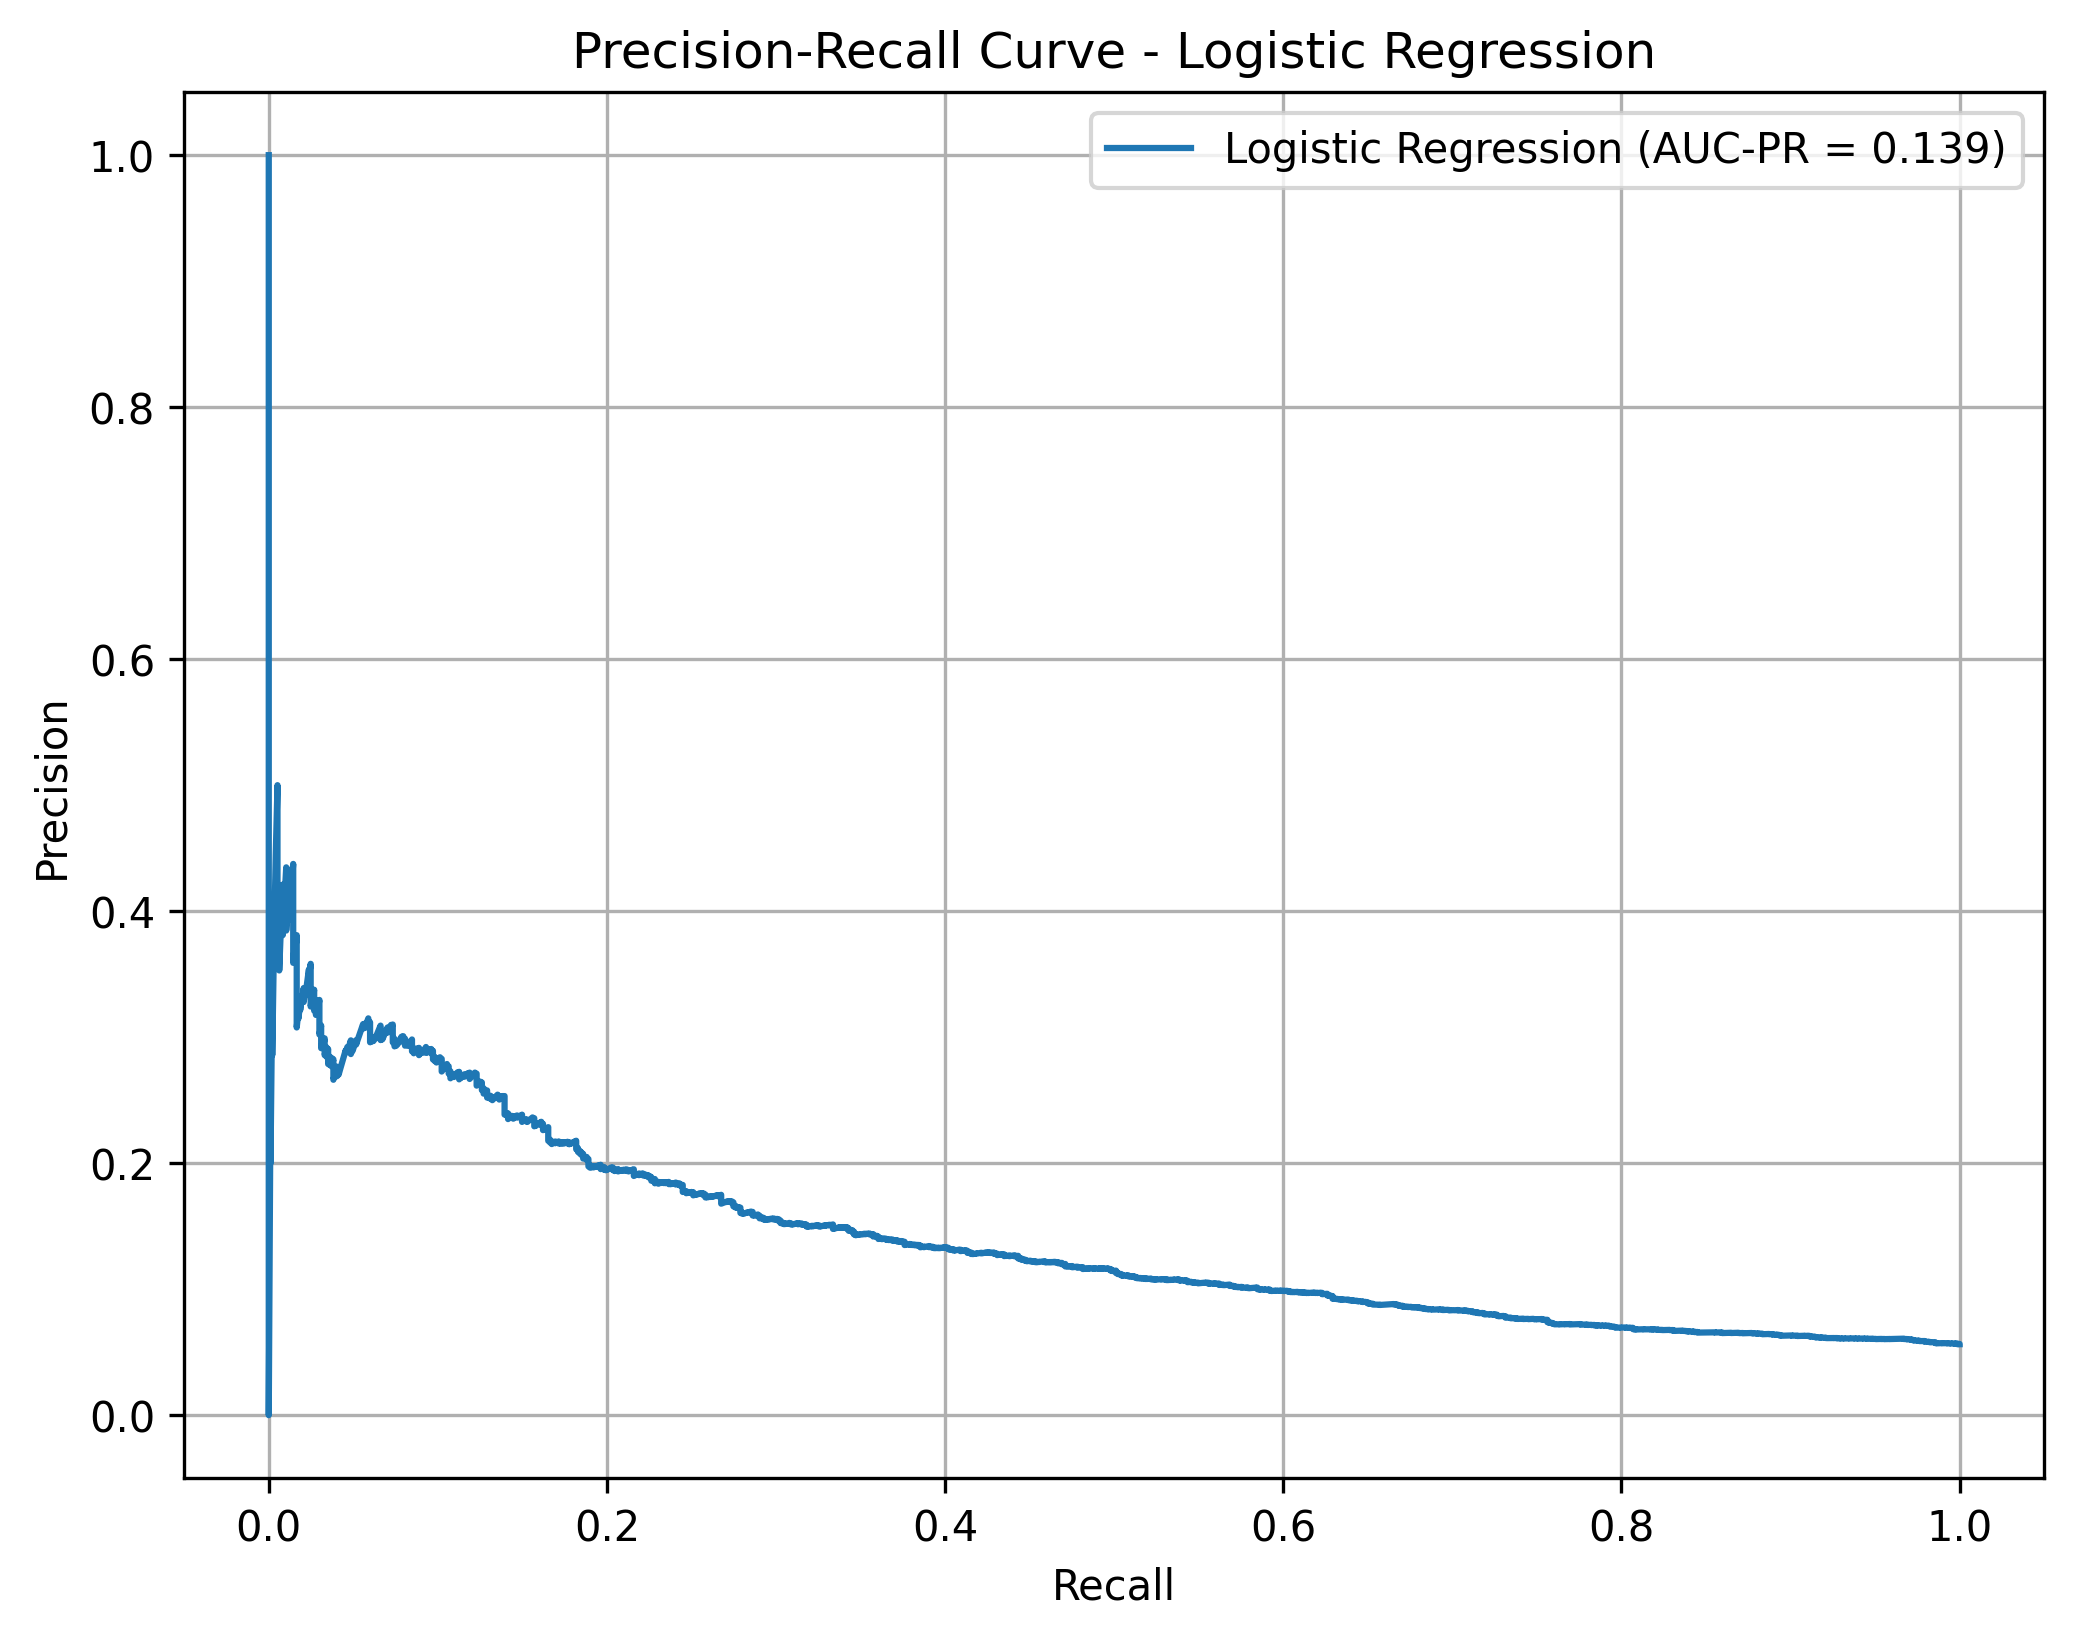 Precision-Recall Curve - Logistic Regression
Logistic Regression (AUC-PR = 0.139)
1.0
0.8
0.6
0.4
0.2
0.0
Precision
0.0 0.2 0.4 0.6 0.8 1.0
Recall